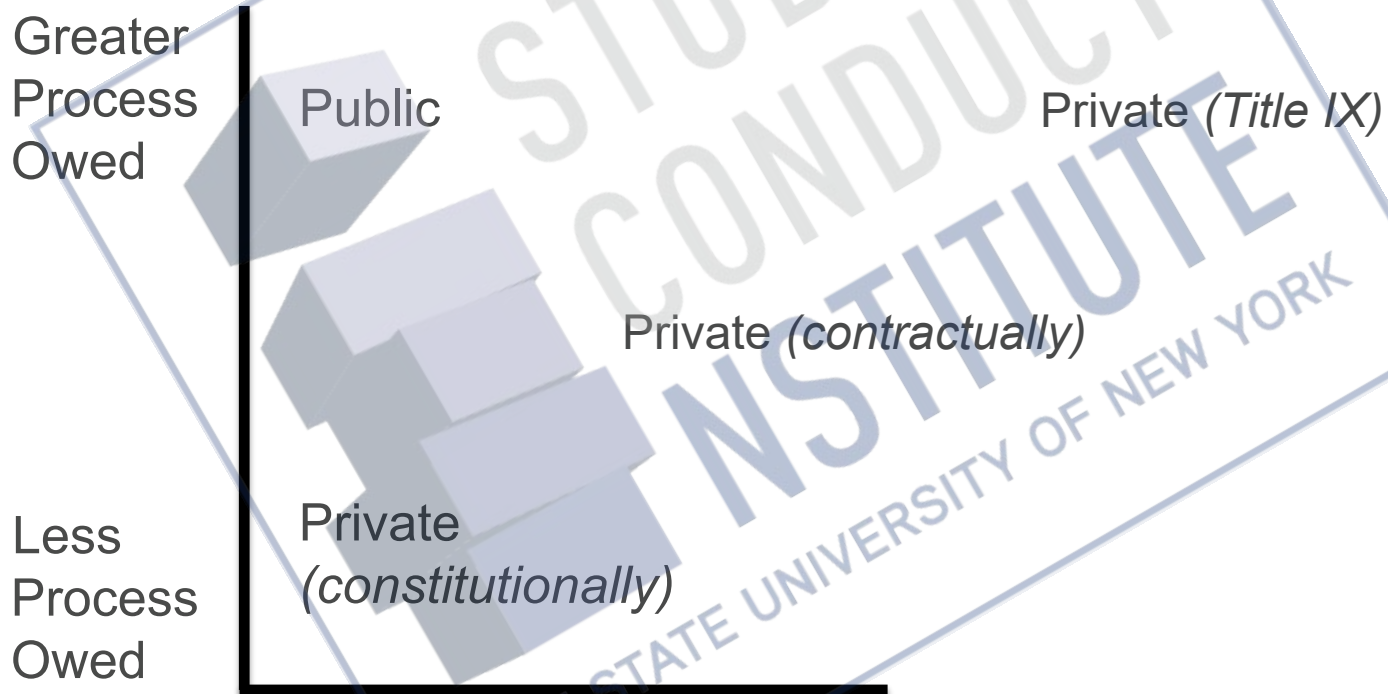 Greater
Process
Owed
Public
Private (Title IX)
Private (contractually)
Less
Process
Owed
Private
(constitutionally)
CONDUCT
INSTITUTE
STATE UNIVERSITY OF NEW YORK